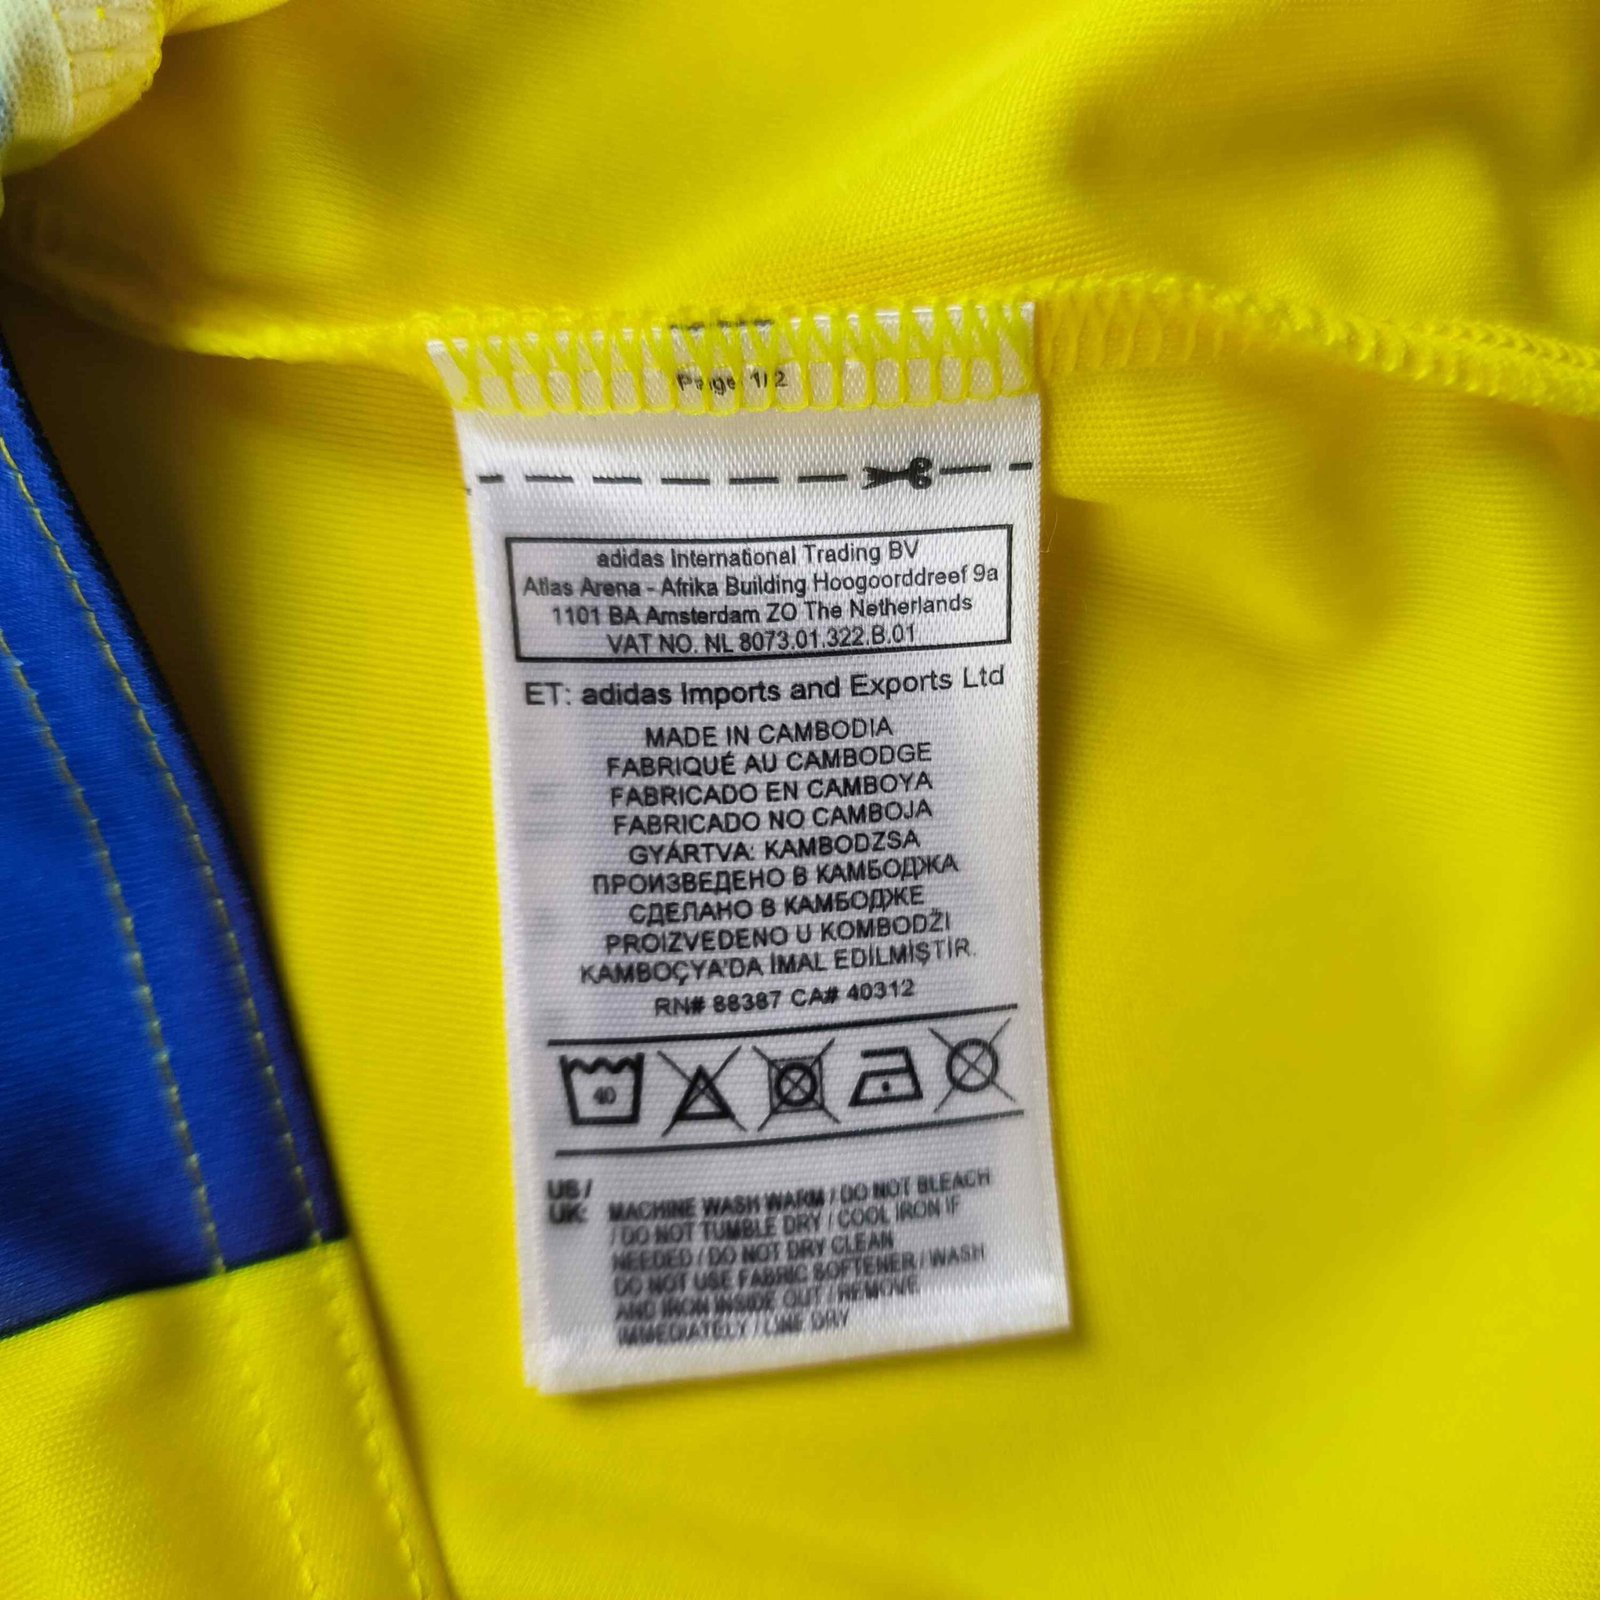 Page 1/2
adidas International Trading BV
Atlas Arena - Afrika Building Hoogoorddreef 9a
1101 BA Amsterdam ZO The Netherlands
VAT NO. NL 8073.01.322.B.01
ET: adidas Imports and Exports Ltd
MADE IN CAMBODIA
FABRIQUÉ AU CAMBODGE
FABRICADO EN CAMBOYA
FABRICADO NO CAMBOJA
GYÁRTVA: KAMBODZSA
ПРОИЗВЕДЕНО В КАМБОДЖА
СДЕЛАНО В КАМБОДЖЕ
PROIZVEDENO U KOMBODŽI
KAMBOÇYA'DA İMAL EDİLMİŞTİR.
RN# 88387 CA# 40312
40
US / UK: MACHINE WASH WARM / DO NOT BLEACH
/ DO NOT TUMBLE DRY / COOL IRON IF
NEEDED / DO NOT DRY CLEAN
DO NOT USE FABRIC SOFTENER / WASH
AND IRON INSIDE OUT / REMOVE
IMMEDIATELY / LINE DRY